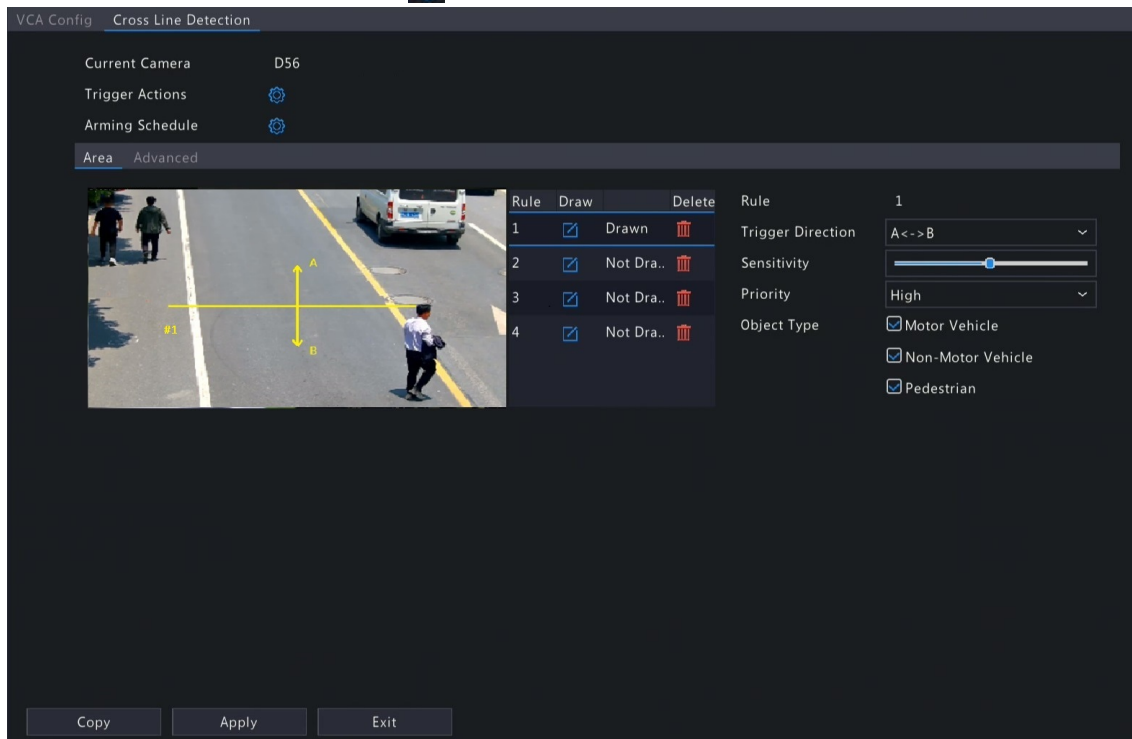 VCA Config Cross Line Detection
Current Camera D56
Trigger Actions
Arming Schedule
Area Advanced
Rule Draw Delete
1 Drawn
2 Not Dra..
3 Not Dra..
4 Not Dra..
A
#1
B
Rule 1
Trigger Direction A<->B
Sensitivity
Priority High
Object Type Motor Vehicle
Non-Motor Vehicle
Pedestrian
Copy Apply Exit